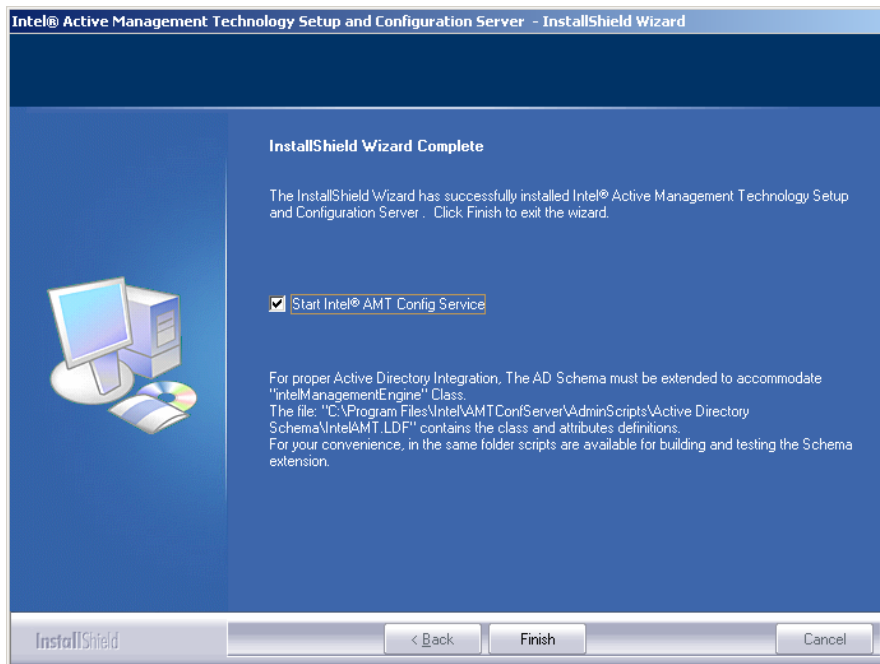 Intel® Active Management Technology Setup and Configuration Server - InstallShield Wizard
InstallShield Wizard Complete
The InstallShield Wizard has successfully installed Intel® Active Management Technology Setup
and Configuration Server . Click Finish to exit the wizard.
Start Intel® AMT Config Service
For proper Active Directory Integration, The AD Schema must be extended to accommodate
"intelManagementEngine" Class.
The file: "C:\Program Files\Intel\AMTConfServer\AdminScripts\Active Directory
Schema\IntelAMT.LDF" contains the class and attributes definitions.
For your convenience, in the same folder scripts are available for building and testing the Schema
extension.
InstallShield
< Back
Finish
Cancel